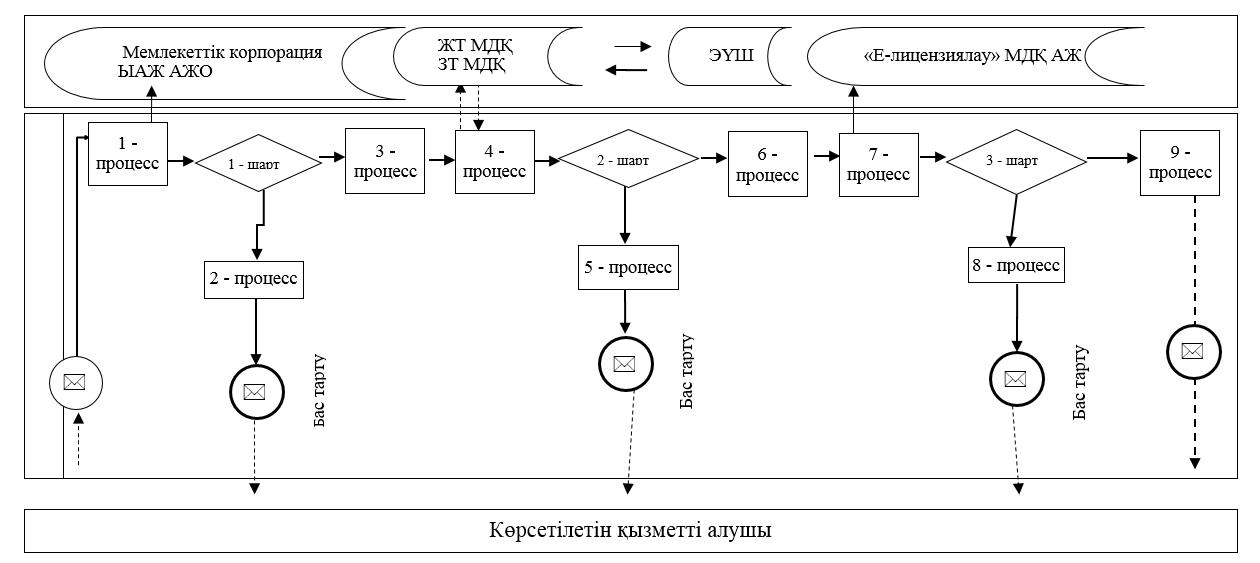 Мемлекеттік корпорация
ЫАЖ АЖО
ЖТ МДҚ
ЗТ МДҚ
ЭҮШ
«Е-лицензиялау» МДҚ АЖ
1 -
процесс
1 - шарт
3 -
процесс
4 -
процесс
2 - шарт
6 -
процесс
7 -
процесс
3 - шарт
9 -
процесс
2 - процесс
5 - процесс
8 - процесс
Бас тарту
Бас тарту
Бас тарту
Көрсетілетін қызметті алушы